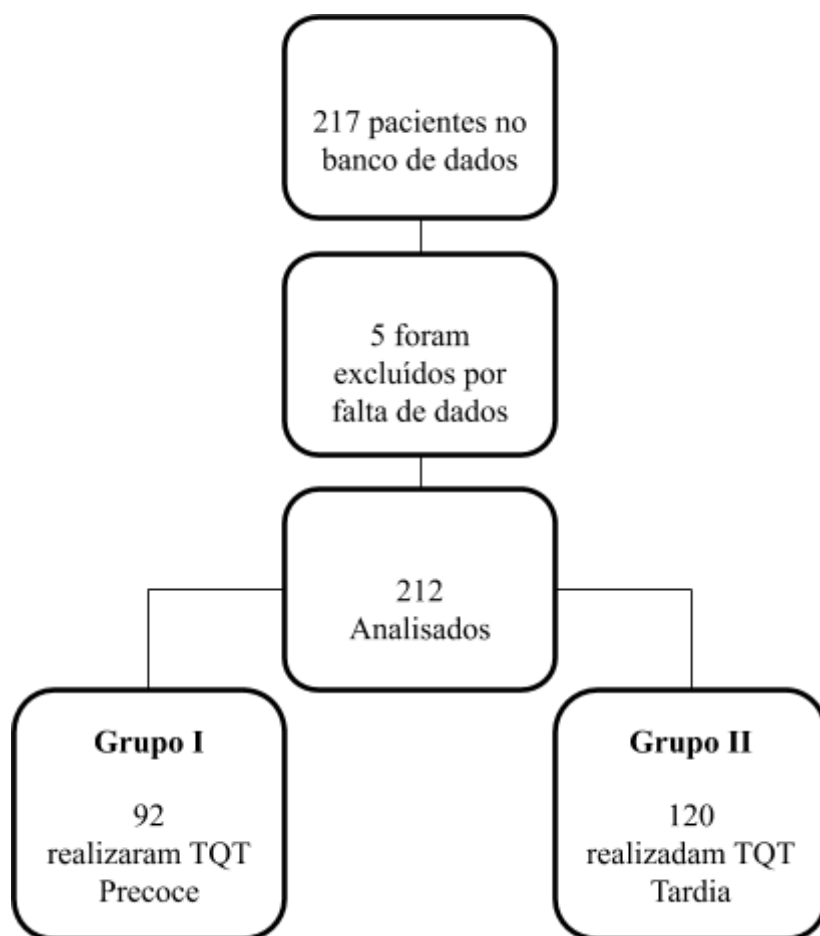 217 pacientes no
banco de dados
5 foram
excluídos por
falta de dados
212
Analisados
Grupo I
92
realizaram TQT
Precoce
Grupo II
120
realizadam TQT
Tardia